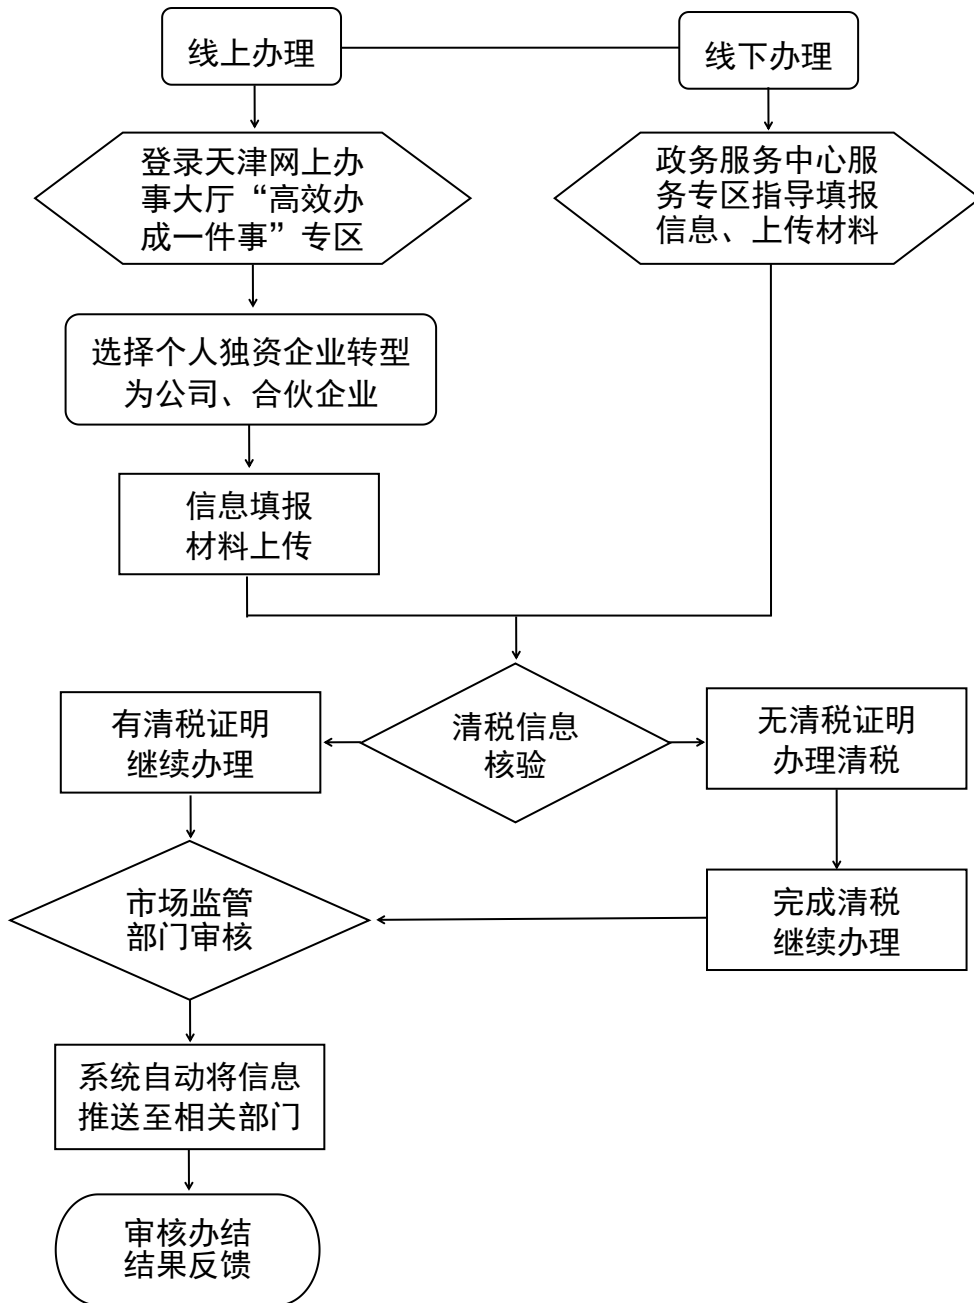 线上办理
线下办理
登录天津网上办
事大厅“高效办
成一件事”专区
政务服务中心服
务专区指导填报
信息、上传材料
选择个人独资企业转型
为公司、合伙企业
信息填报
材料上传
清税信息
核验
有清税证明
继续办理
无清税证明
办理清税
市场监管
部门审核
完成清税
继续办理
系统自动将信息
推送至相关部门
审核办结
结果反馈